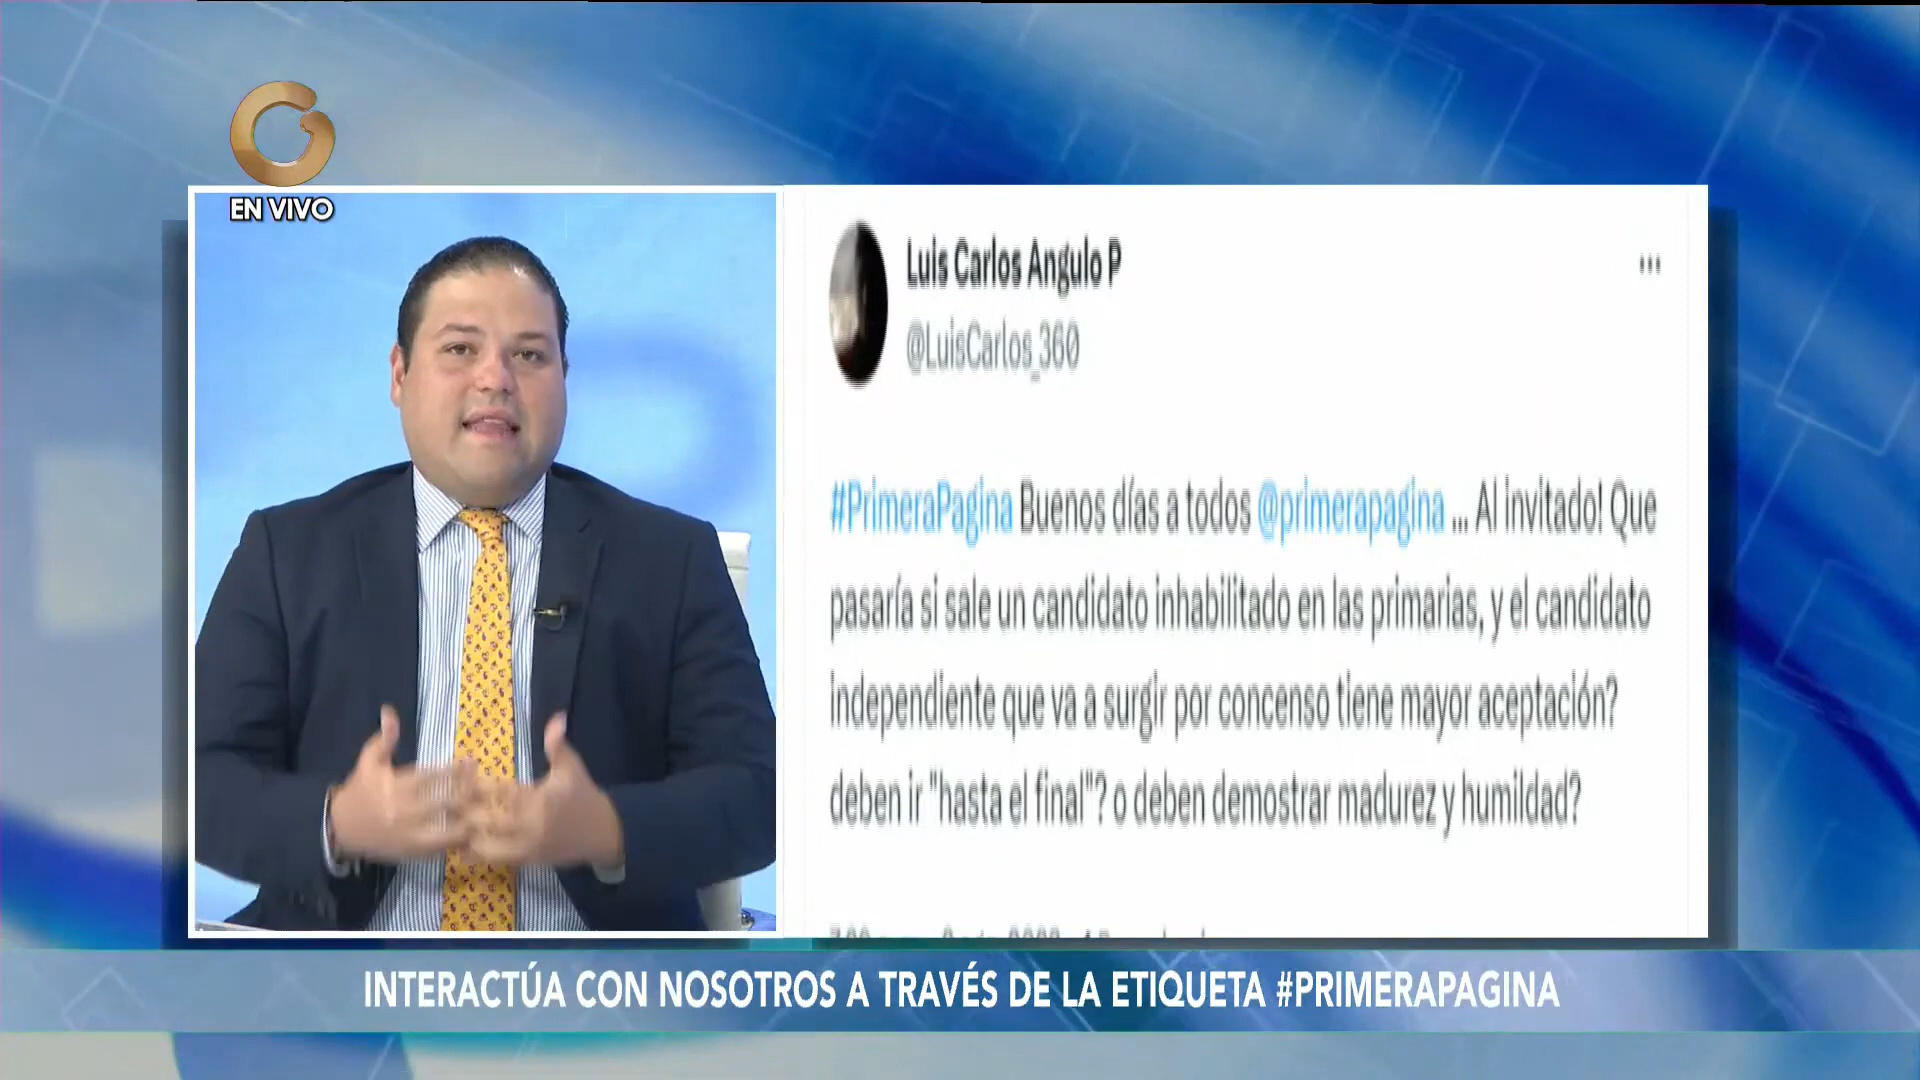 EN VIVO
Luis Carlos Angulo P
@LuisCarlos_360
#PrimeraPagina Buenos días a todos @primerapagina ... Al invitado! Que
pasaría si sale un candidato inhabilitado en las primarias, y el candidato
independiente que va a surgir por concenso tiene mayor aceptación?
deben ir "hasta el final"? o deben demostrar madurez y humildad?
INTERACTÚA CON NOSOTROS A TRAVÉS DE LA ETIQUETA #PRIMERAPAGINA